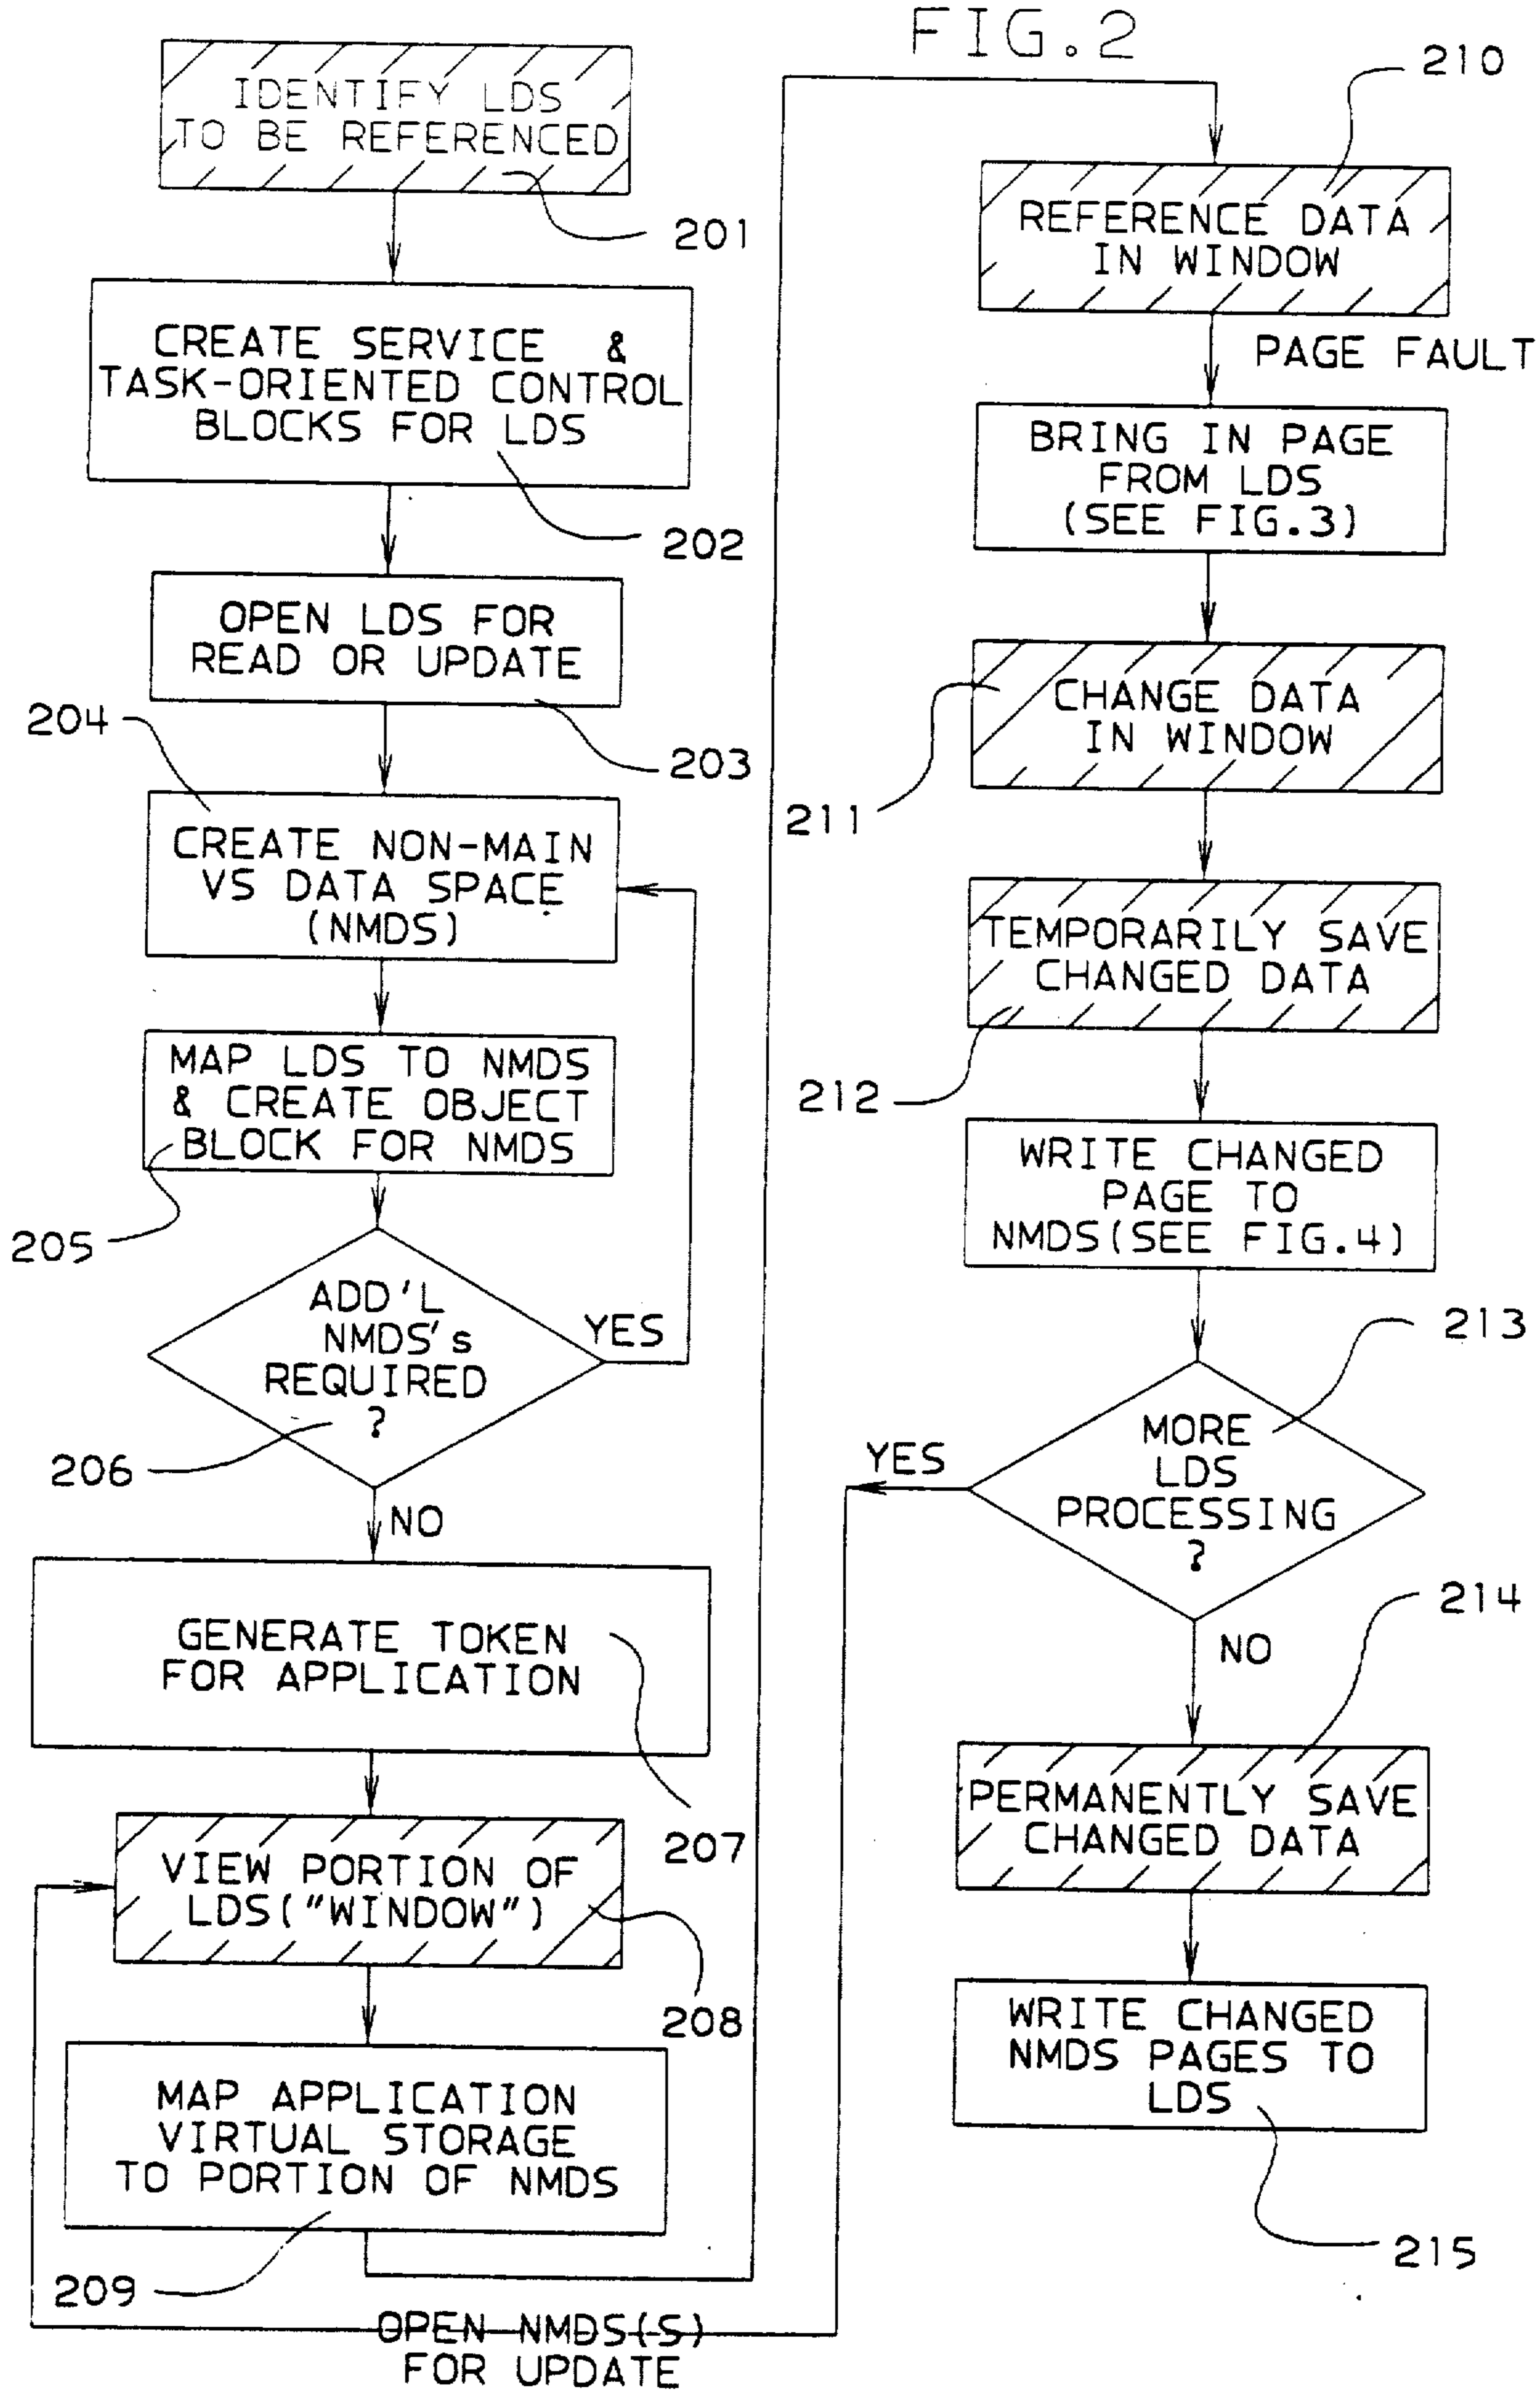 FIG.2
IDENTIFY LDS
TO BE REFERENCED
201
CREATE SERVICE &
TASK-ORIENTED CONTROL
BLOCKS FOR LDS
202
OPEN LDS FOR
READ OR UPDATE
203
204
CREATE NON-MAIN
VS DATA SPACE
(NMDS)
MAP LDS TO NMDS
& CREATE OBJECT
BLOCK FOR NMDS
205
ADD'L
NMDS's
REQUIRED
?
YES
206
NO
GENERATE TOKEN
FOR APPLICATION
207
VIEW PORTION OF
LDS("WINDOW")
208
MAP APPLICATION
VIRTUAL STORAGE
TO PORTION OF NMDS
209
OPEN NMDS(S)
FOR UPDATE
210
REFERENCE DATA
IN WINDOW
PAGE FAULT
BRING IN PAGE
FROM LDS
(SEE FIG.3)
CHANGE DATA
IN WINDOW
211
TEMPORARILY SAVE
CHANGED DATA
212
WRITE CHANGED
PAGE TO
NMDS(SEE FIG.4)
213
MORE
LDS
PROCESSING
?
YES
NO
214
PERMANENTLY SAVE
CHANGED DATA
WRITE CHANGED
NMDS PAGES TO
LDS
215